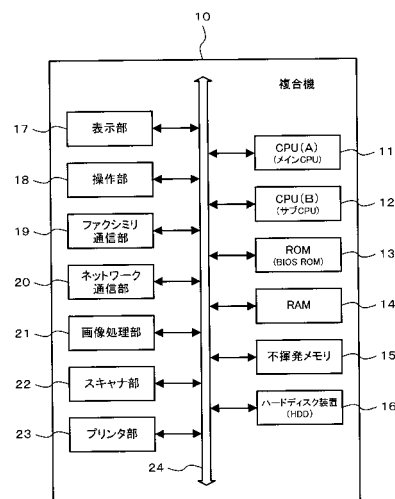 10
複合機
17
表示部
18
操作部
19
ファクシミリ
通信部
20
ネットワーク
通信部
21
画像処理部
22
スキャナ部
23
プリンタ部
24
CPU(A)
(メインCPU)
11
CPU(B)
(サブCPU)
12
ROM
(BIOS ROM)
13
RAM
14
不揮発メモリ
15
ハードディスク装置
(HDD)
16